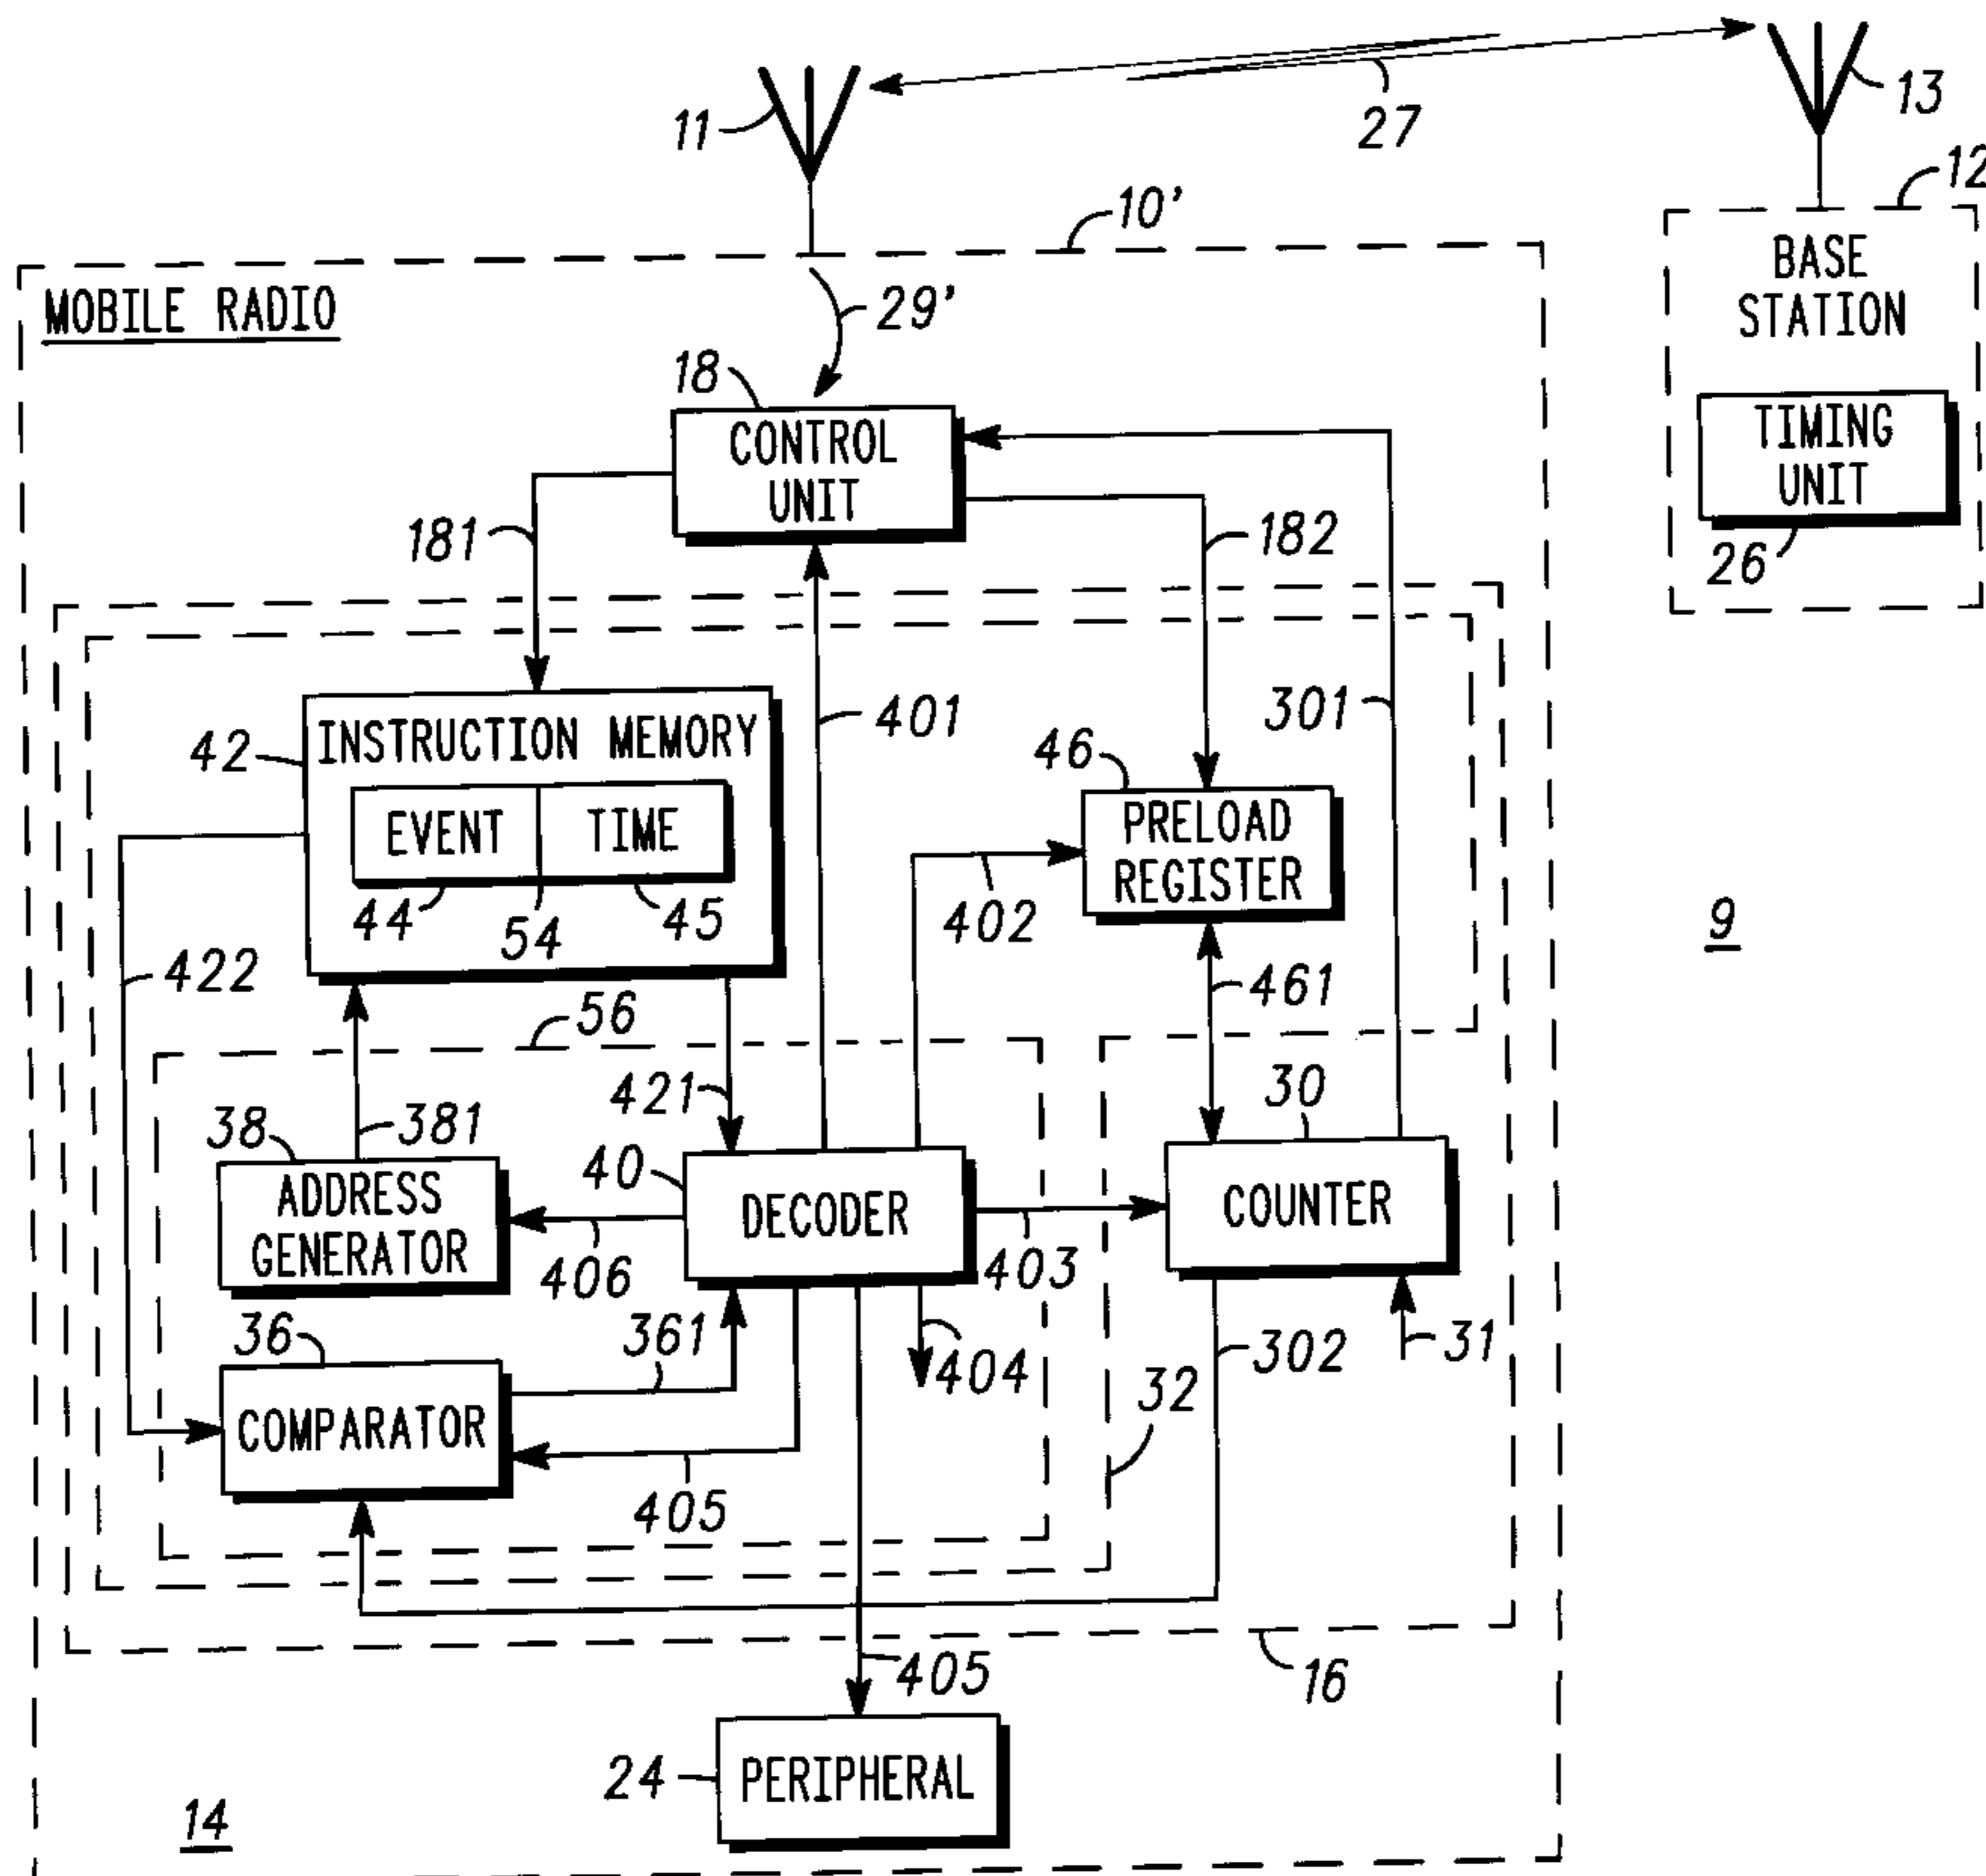 27
13
11
12
10'
BASE
STATION
MOBILE RADIO
29'
18
CONTROL
UNIT
TIMING
UNIT
26
181
182
401
301
42
INSTRUCTION MEMORY
46
EVENT
TIME
PRELOAD
REGISTER
44
54
45
402
9
422
56
461
421
30
38
381
40
ADDRESS
GENERATOR
DECODER
COUNTER
406
403
36
361
404
302
31
32
COMPARATOR
405
405
16
24
PERIPHERAL
14